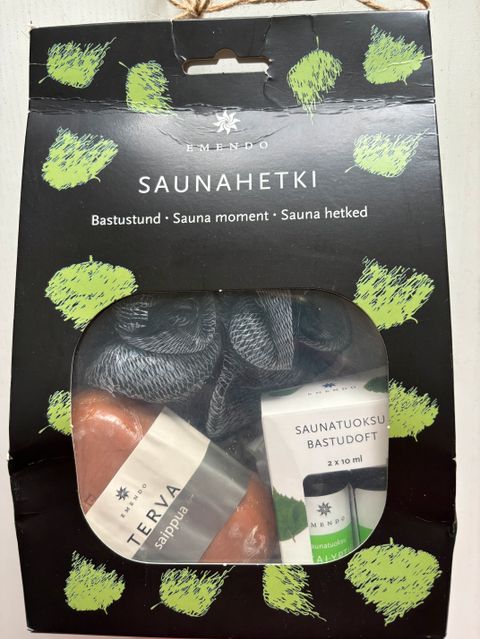 EMENDO
SAUNAHETKI
Bastustund · Sauna moment · Sauna hetked
SAUNATUOKSU
BASTUDOFT
2 x 10 ml
EMENDO
EMENDO
TERVA
saippua